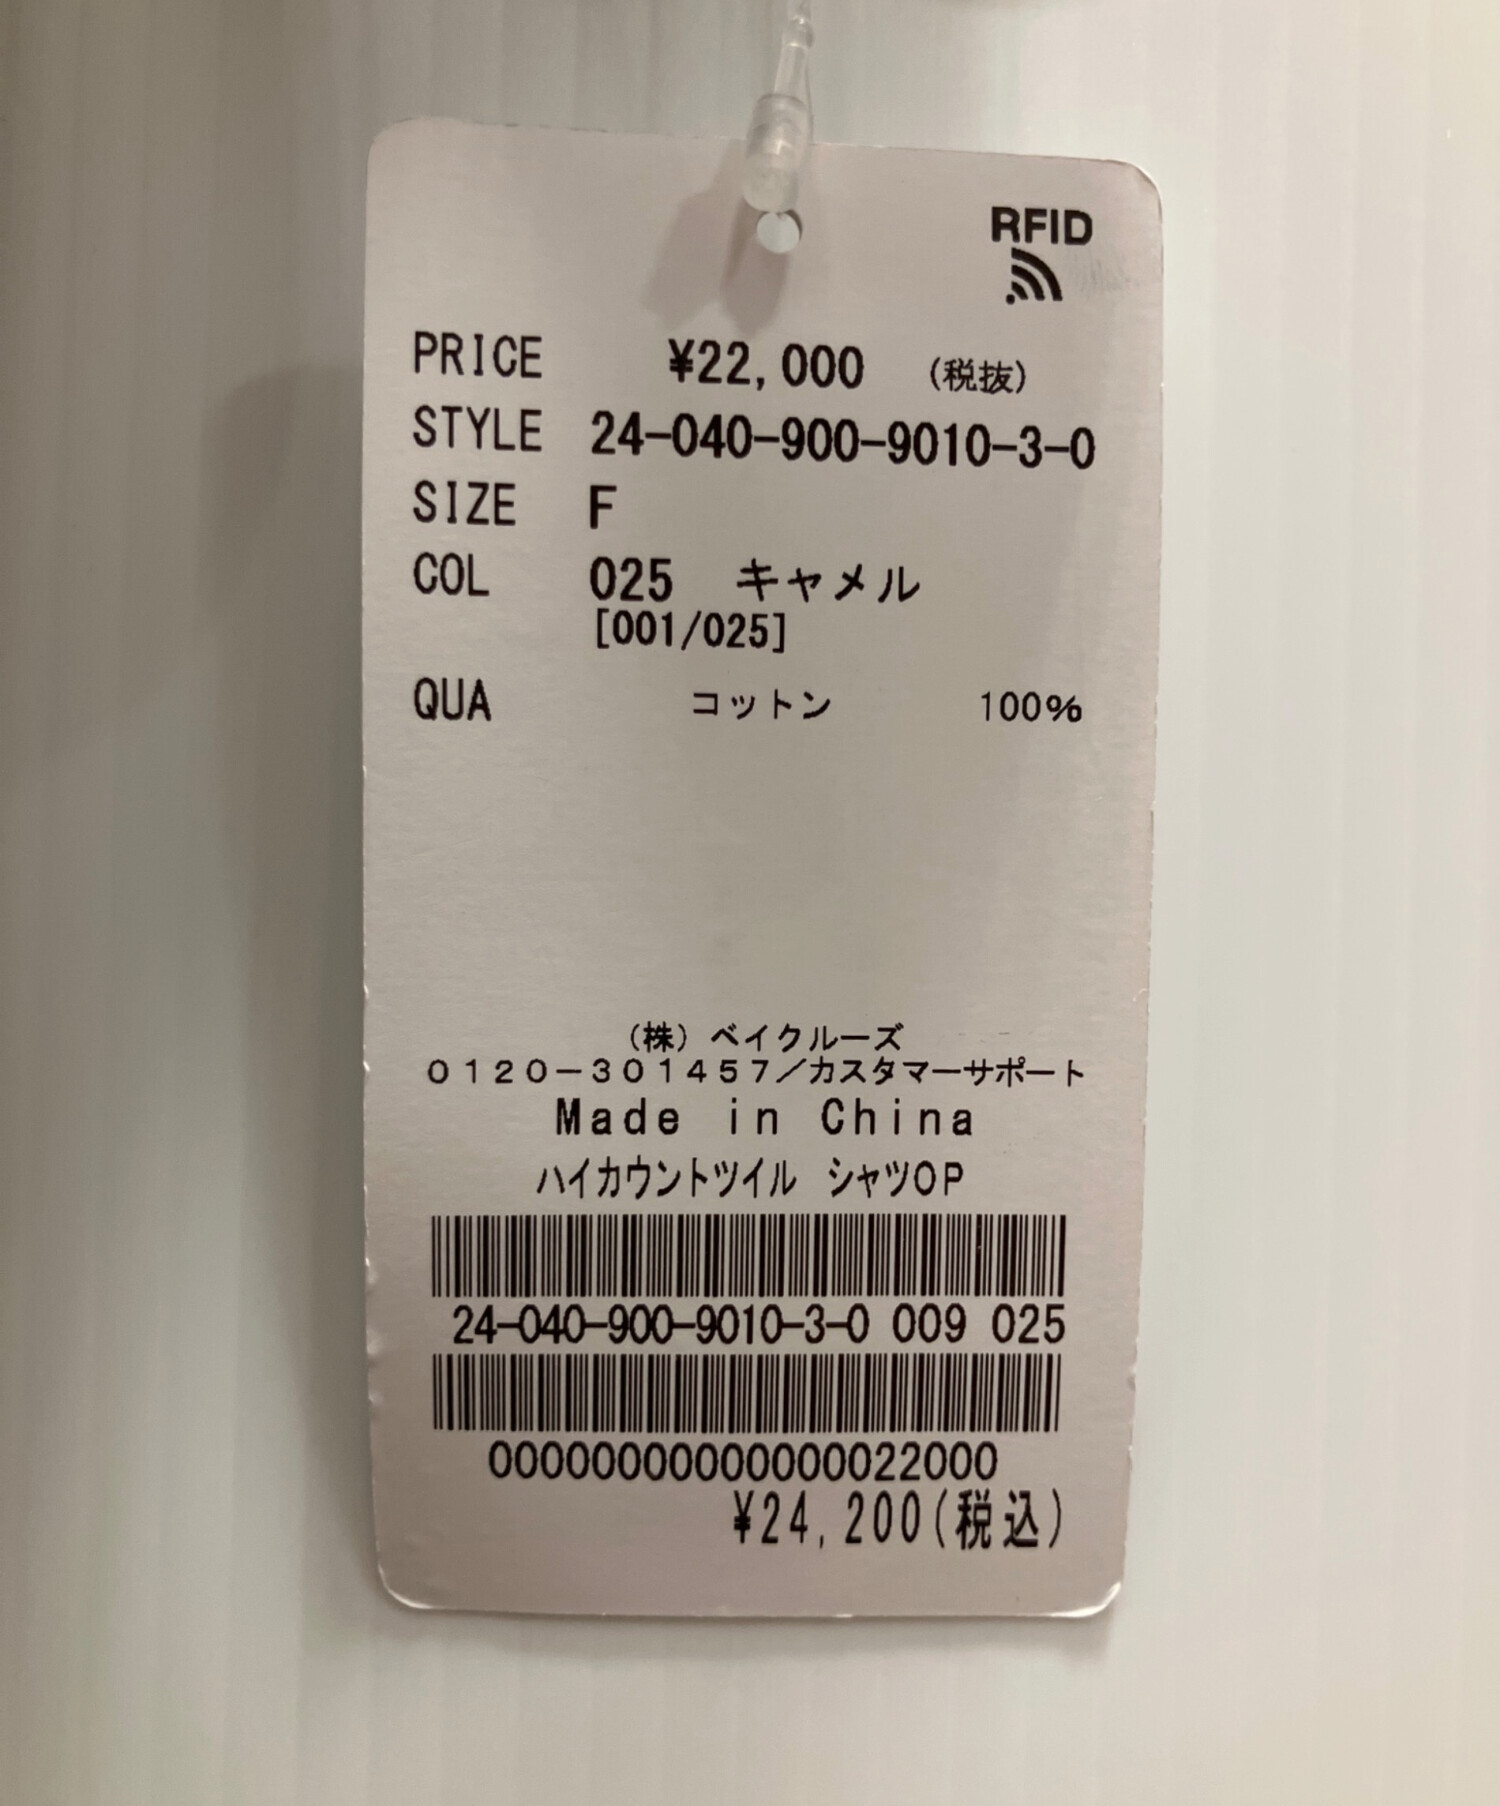 RFID
PRICE ¥22,000 (税抜)
STYLE 24-040-900-9010-3-0
SIZE F
COL 025 キャメル
[001/025]
QUA コットン 100%
(株)ベイクルーズ
0120-301457/カスタマーサポート
Made in China
ハイカウントツイル シャツOP
24-040-900-9010-3-0 009 025
00000000000000022000
¥24,200(税込)